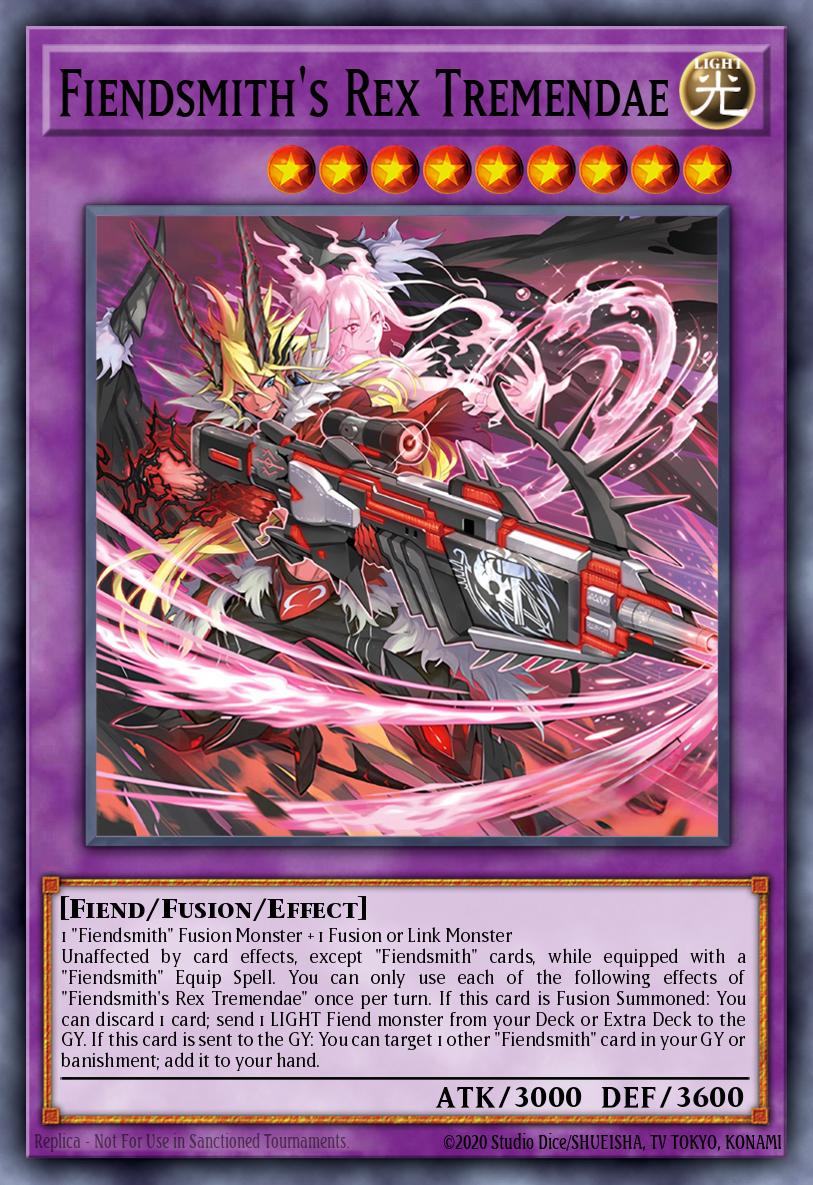 FIENDSMITH'S REX TREMENDAE
LIGHT
光
[FIEND/FUSION/EFFECT]
1 "Fiendsmith" Fusion Monster + 1 Fusion or Link Monster
Unaffected by card effects, except "Fiendsmith" cards, while equipped with a
"Fiendsmith" Equip Spell. You can only use each of the following effects of
"Fiendsmith's Rex Tremendae" once per turn. If this card is Fusion Summoned: You
can discard 1 card; send 1 LIGHT Fiend monster from your Deck or Extra Deck to the
GY. If this card is sent to the GY: You can target 1 other "Fiendsmith" card in your GY or
banishment; add it to your hand.
ATK/3000 DEF/3600
Replica - Not For Use in Sanctioned Tournaments.
©2020 Studio Dice/SHUEISHA, TV TOKYO, KONAMI